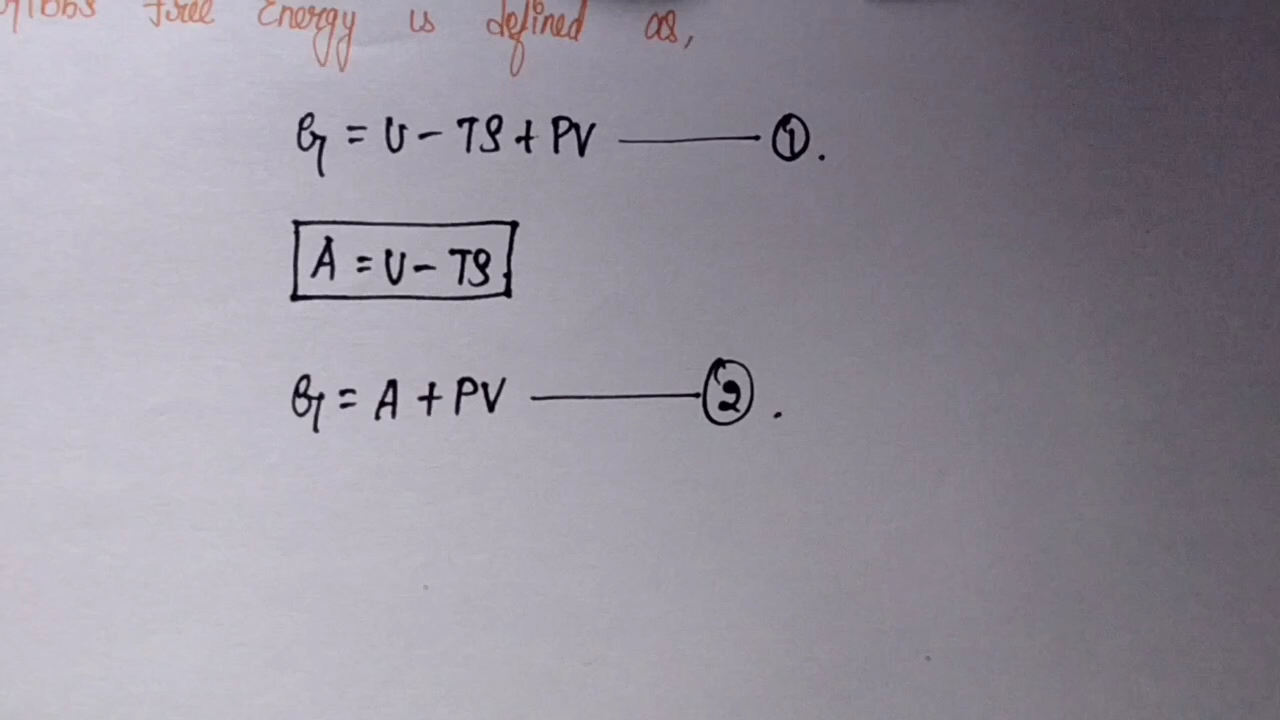 Gibbs free Energy is defined as,
G = U - TS + PV ——— ①.
A = U - TS
G = A + PV ——— ②.